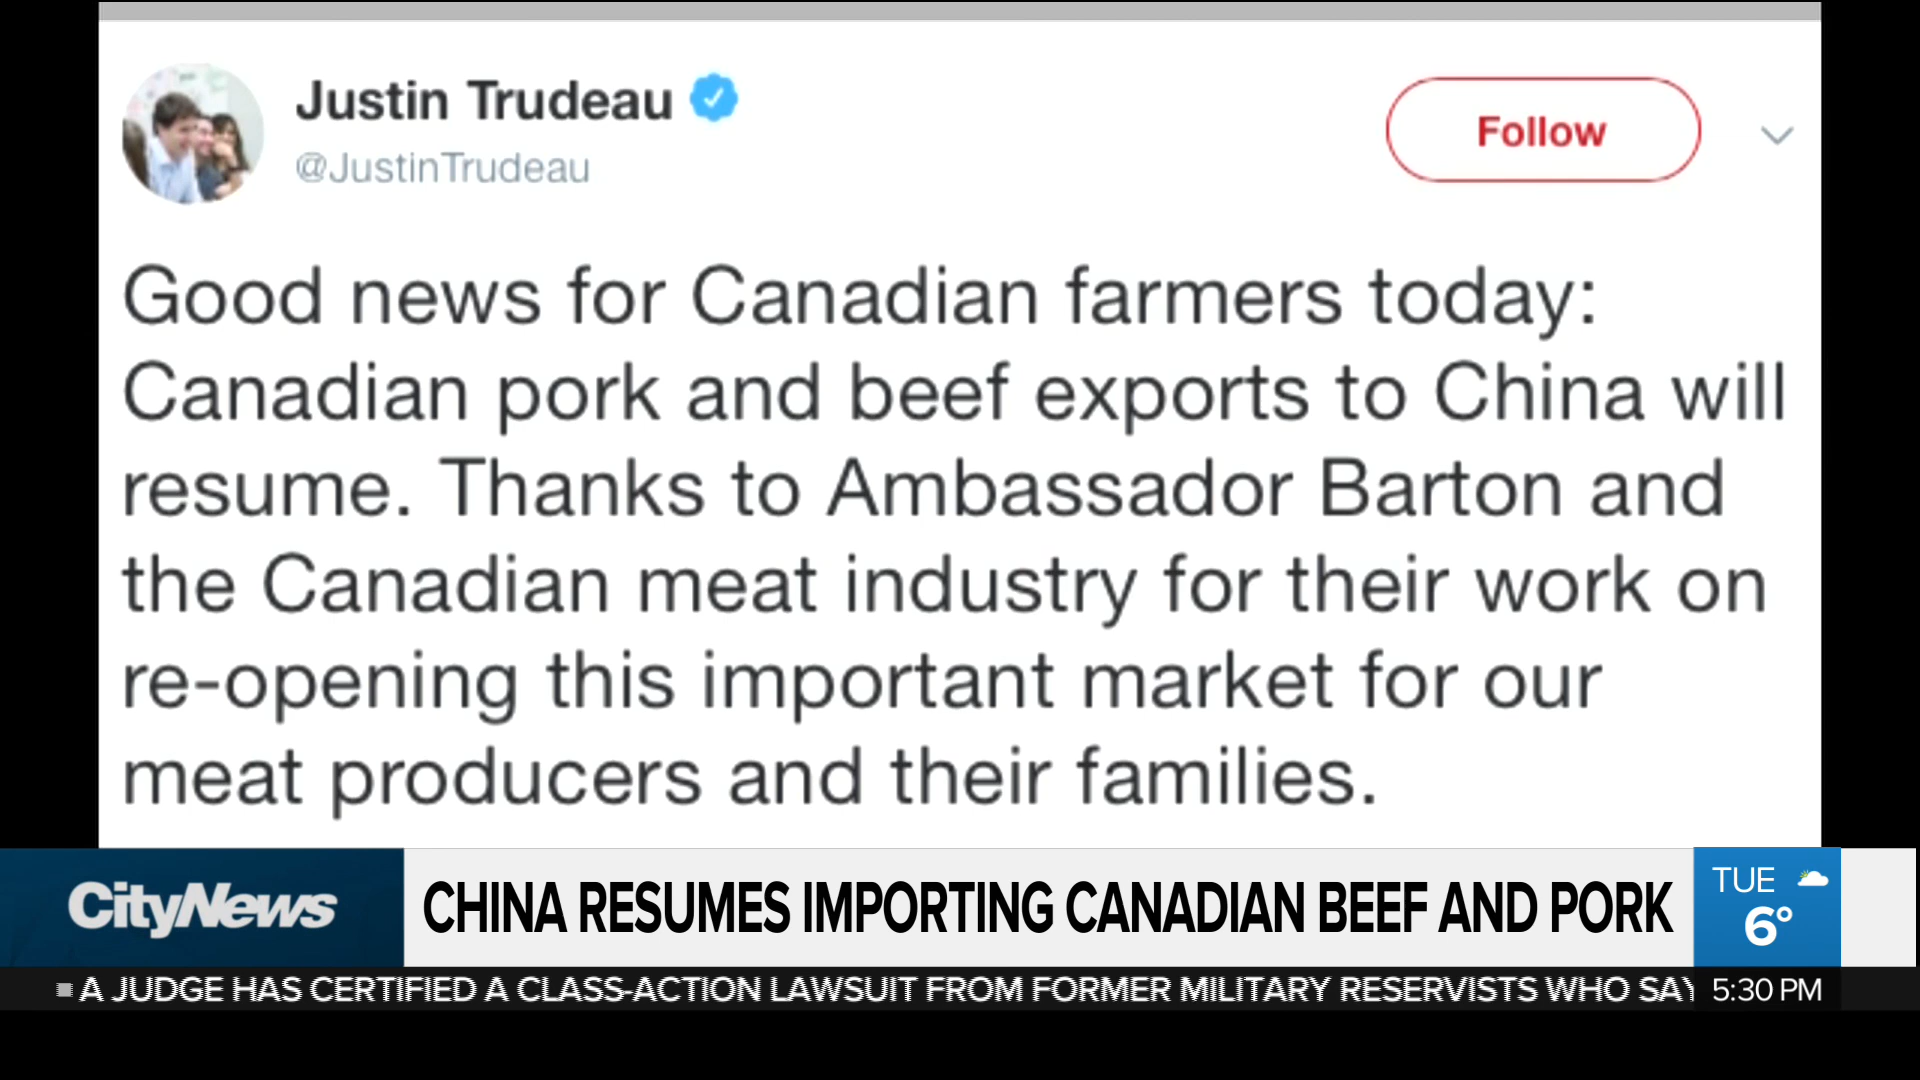 Justin Trudeau
@JustinTrudeau
Follow
Good news for Canadian farmers today:
Canadian pork and beef exports to China will
resume. Thanks to Ambassador Barton and
the Canadian meat industry for their work on
re-opening this important market for our
meat producers and their families.
CityNews
CHINA RESUMES IMPORTING CANADIAN BEEF AND PORK
TUE
6°
A JUDGE HAS CERTIFIED A CLASS-ACTION LAWSUIT FROM FORMER MILITARY RESERVISTS WHO SAY
5:30 PM